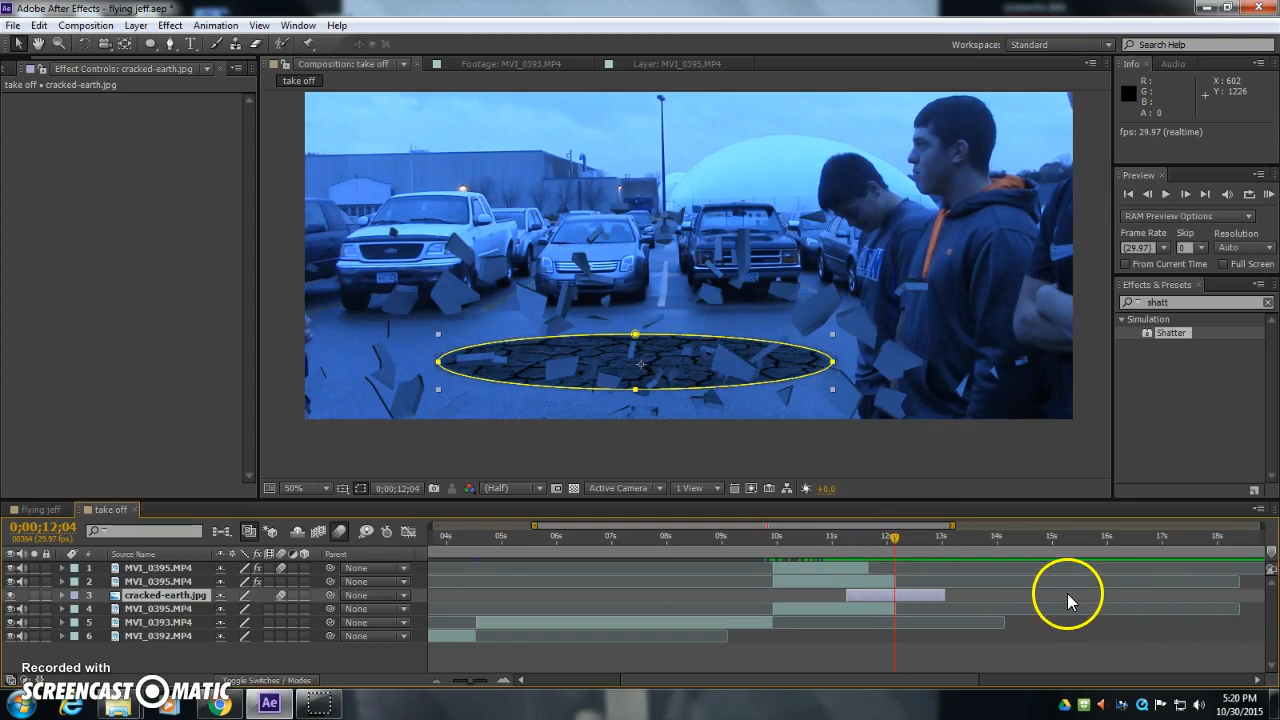 Adobe After Effects - flying jeff.aep *
File Edit Composition Layer Effect Animation View Window Help
Workspace: Standard Search Help
Effect Controls: cracked-earth.jpg
Composition: take off Footage: MVI_0393.MP4 Layer: MVI_0395.MP4
Info Audio
take off • cracked-earth.jpg
take off
R: X: 602
G: Y: 1226
B:
A: 0
fps: 29.97 (realtime)
Preview
RAM Preview Options
Frame Rate Skip Resolution
(29.97) 0 Auto
From Current Time Full Screen
Effects & Presets
shatt
Simulation
Shatter
50% 0;00;12;04 (Half) Active Camera 1 View +0.0
flying jeff take off
0;00;12;04
00364 (29.97 fps)
04s 05s 06s 07s 08s 09s 10s 11s 12s 13s 14s 15s 16s 17s 18s
# Source Name Parent
1 MVI_0395.MP4 None
2 MVI_0395.MP4 None
3 cracked-earth.jpg None
4 MVI_0395.MP4 None
5 MVI_0393.MP4 None
6 MVI_0392.MP4 None
Toggle Switches / Modes
Recorded with
SCREENCAST MATIC
Ae
5:20 PM
10/30/2015